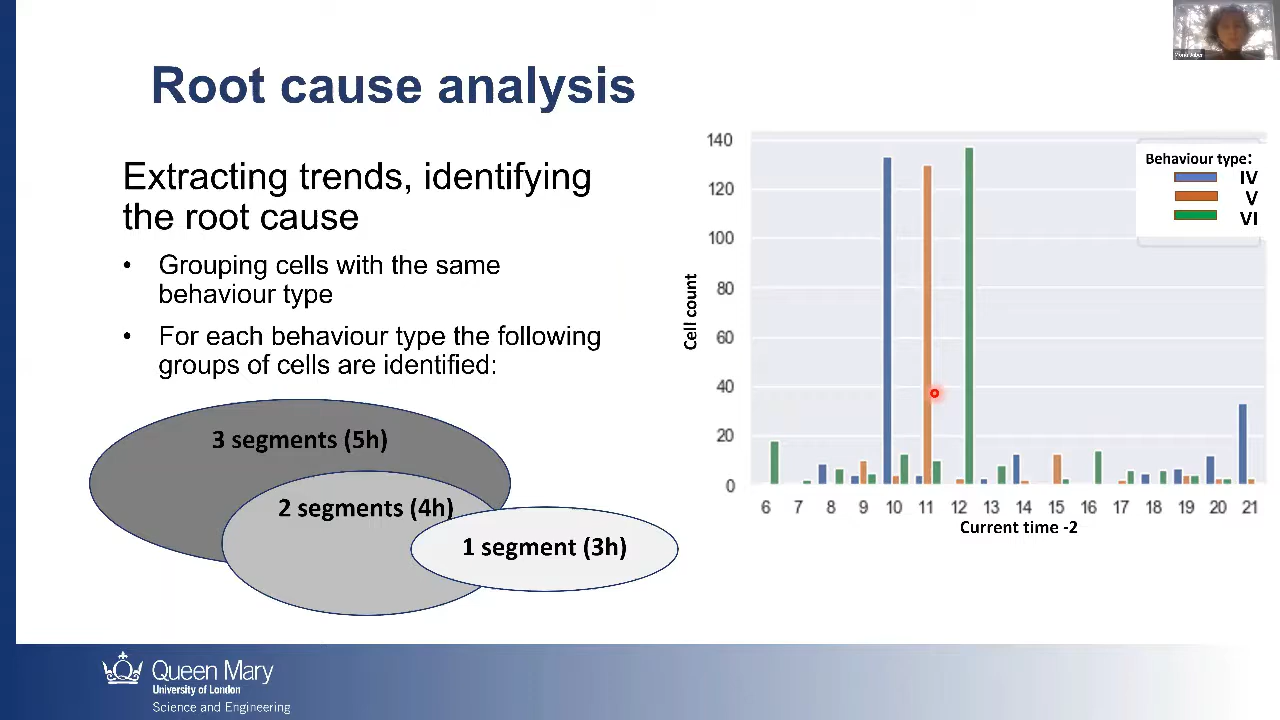 Root cause analysis
Extracting trends, identifying
the root cause
• Grouping cells with the same
behaviour type
• For each behaviour type the following
groups of cells are identified:
3 segments (5h)
2 segments (4h)
1 segment (3h)
140
120
100
80
60
40
20
0
Cell count
6 7 8 9 10 11 12 13 14 15 16 17 18 19 20 21
Current time -2
Behaviour type:
IV
V
VI
Queen Mary
University of London
Science and Engineering